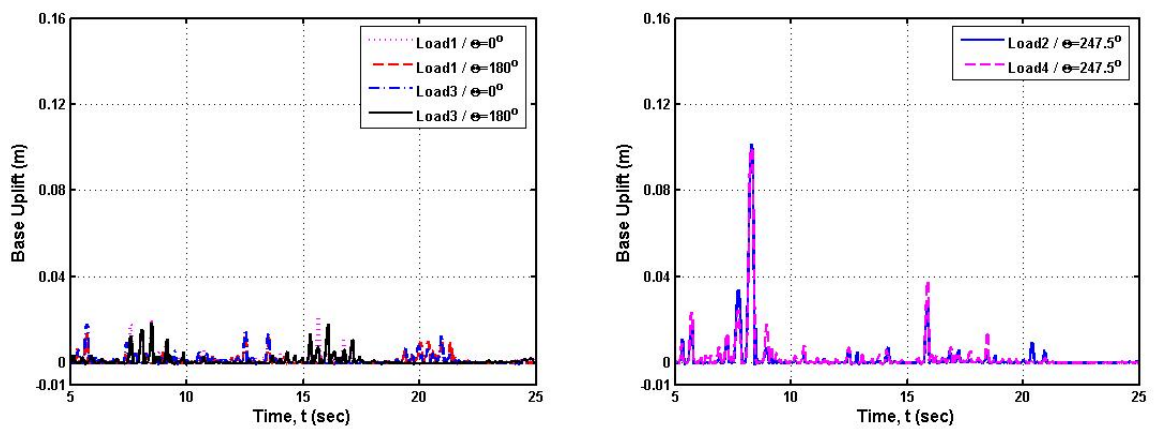 0.16
0.12
0.08
0.04
0
-0.01
Base Uplift (m)
5
10
15
20
25
Time, t (sec)
Load1 / Θ=0°
Load1 / Θ=180°
Load3 / Θ=0°
Load3 / Θ=180°
0.16
0.12
0.08
0.04
0
-0.01
Base Uplift (m)
5
10
15
20
25
Time, t (sec)
Load2 / Θ=247.5°
Load4 / Θ=247.5°